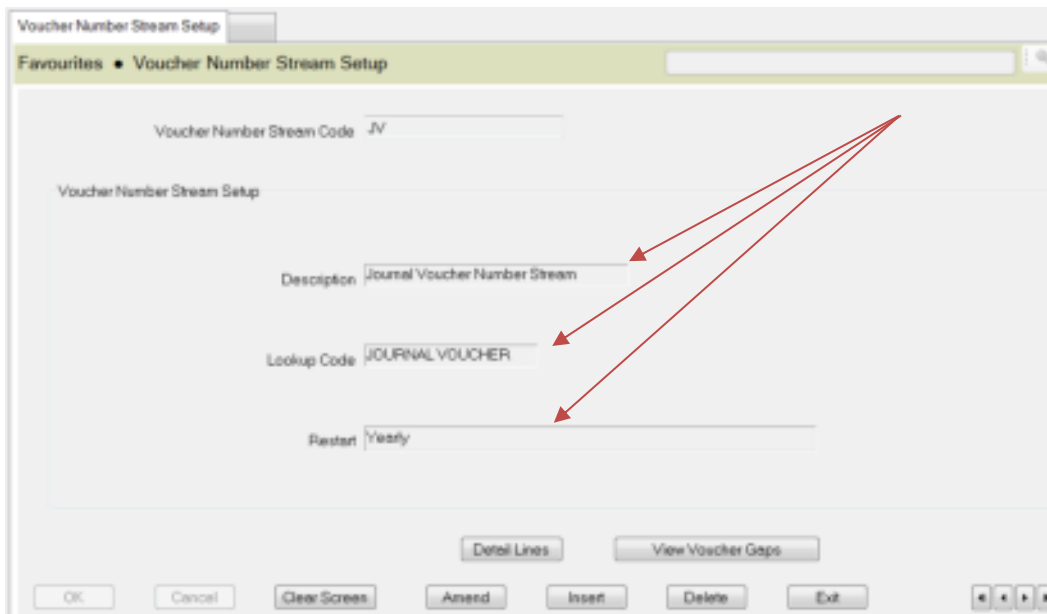 Voucher Number Stream Setup
Favourites • Voucher Number Stream Setup
Voucher Number Stream Code JV
Voucher Number Stream Setup
Description Journal Voucher Number Stream
Lookup Code JOURNAL VOUCHER
Restart Yearly
Detail Lines View Voucher Gaps
OK Cancel Clear Screen Amend Insert Delete Exit